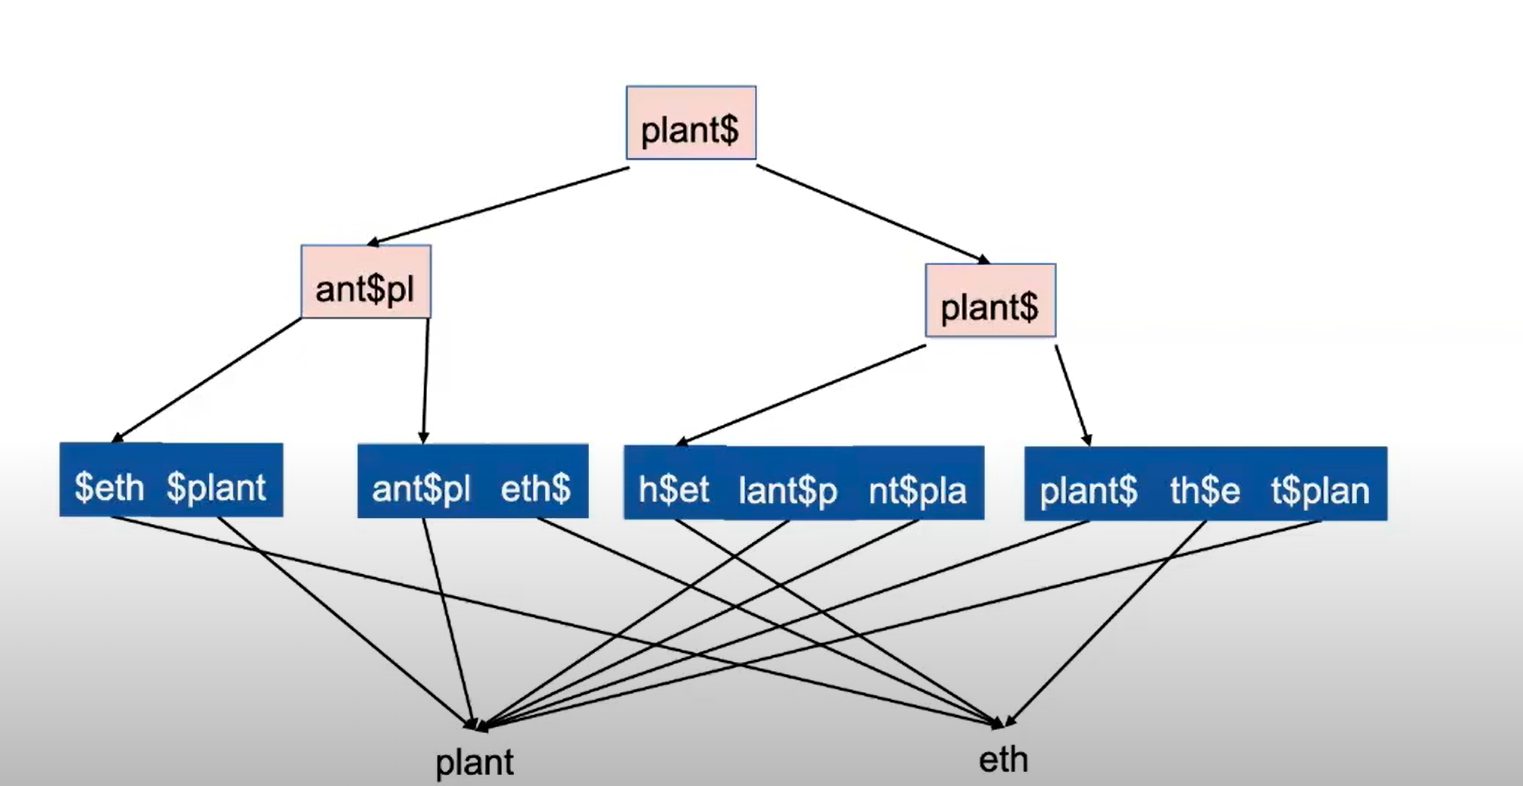 plant$
ant$pl
plant$
$eth $plant
ant$pl eth$
h$et lant$p nt$pla
plant$ th$e t$plan
plant
eth